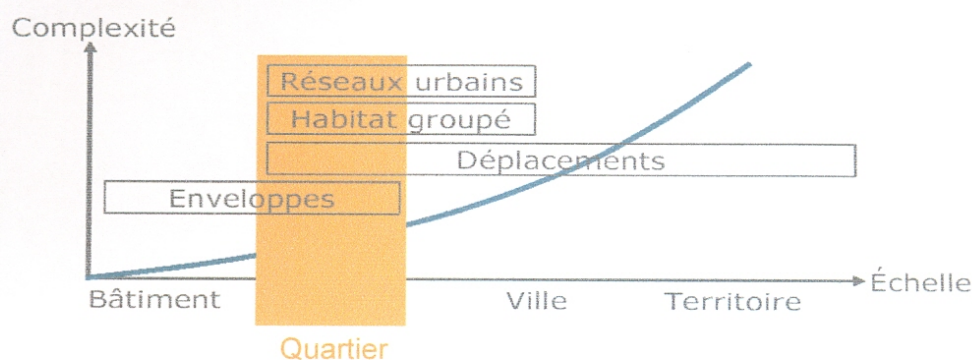 Complexité
Réseaux urbains
Habitat groupé
Déplacements
Enveloppes
Échelle
Bâtiment
Ville
Territoire
Quartier